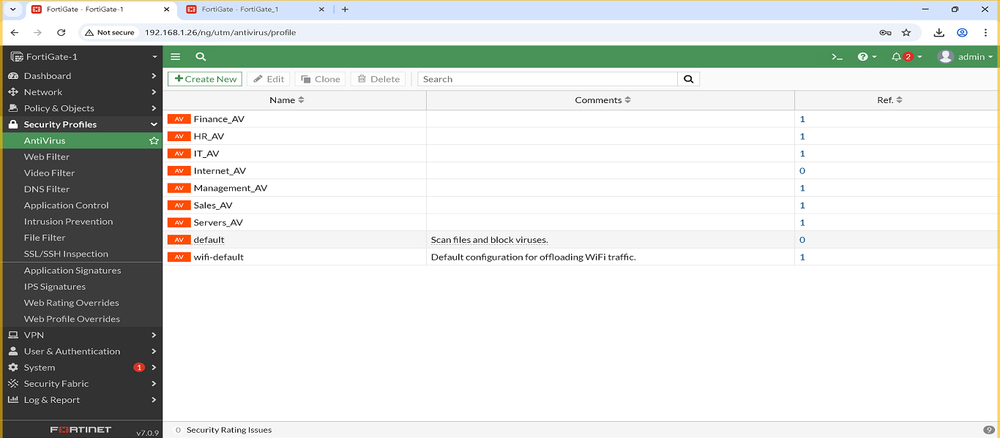 FortiGate - FortiGate-1
FortiGate - FortiGate_1
Not secure 192.168.1.26/ng/utm/antivirus/profile
FortiGate-1
2 admin
Dashboard
Network
Policy & Objects
Security Profiles
AntiVirus
Web Filter
Video Filter
DNS Filter
Application Control
Intrusion Prevention
File Filter
SSL/SSH Inspection
Application Signatures
IPS Signatures
Web Rating Overrides
Web Profile Overrides
VPN
User & Authentication
System 1
Security Fabric
Log & Report
FORTINET v7.0.9
+Create New Edit Clone Delete Search
Name Comments Ref.
AV Finance_AV 1
AV HR_AV 1
AV IT_AV 1
AV Internet_AV 0
AV Management_AV 1
AV Sales_AV 1
AV Servers_AV 1
AV default Scan files and block viruses. 0
AV wifi-default Default configuration for offloading WiFi traffic. 1
0 Security Rating Issues 9